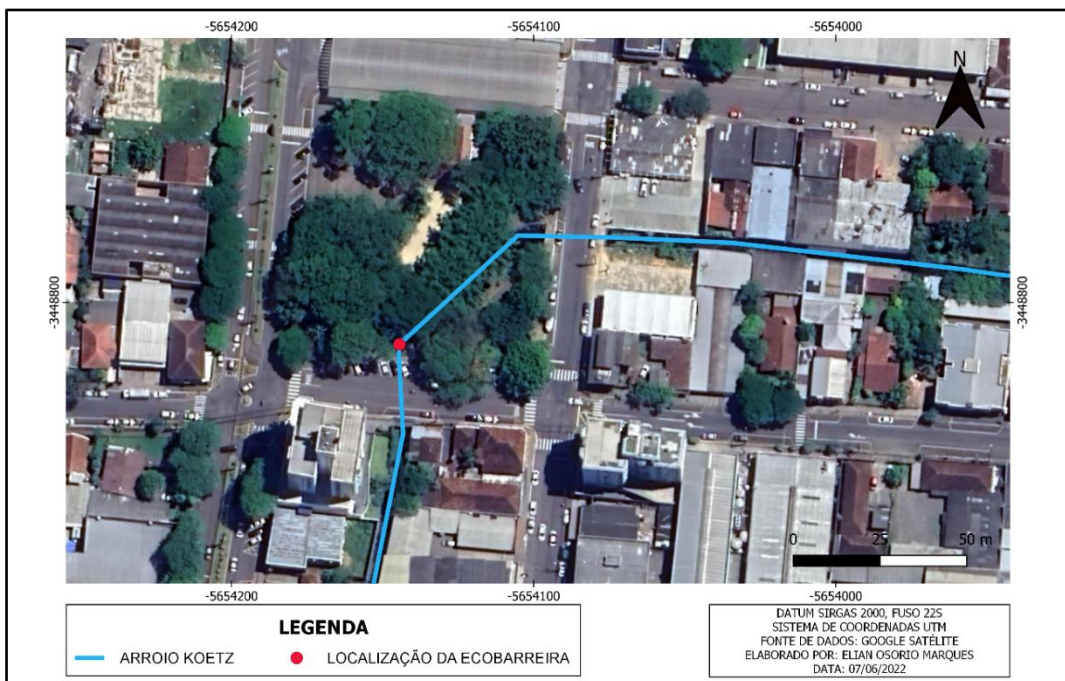 -5654200 -5654100 -5654000
N
-3448800 -3448800
0 25 50 m
-5654200 -5654100 -5654000
LEGENDA
ARROIO KOETZ LOCALIZAÇÃO DA ECOBARREIRA
DATUM SIRGAS 2000, FUSO 22S
SISTEMA DE COORDENADAS UTM
FONTE DE DADOS: GOOGLE SATÉLITE
ELABORADO POR: ELIAN OSORIO MARQUES
DATA: 07/06/2022